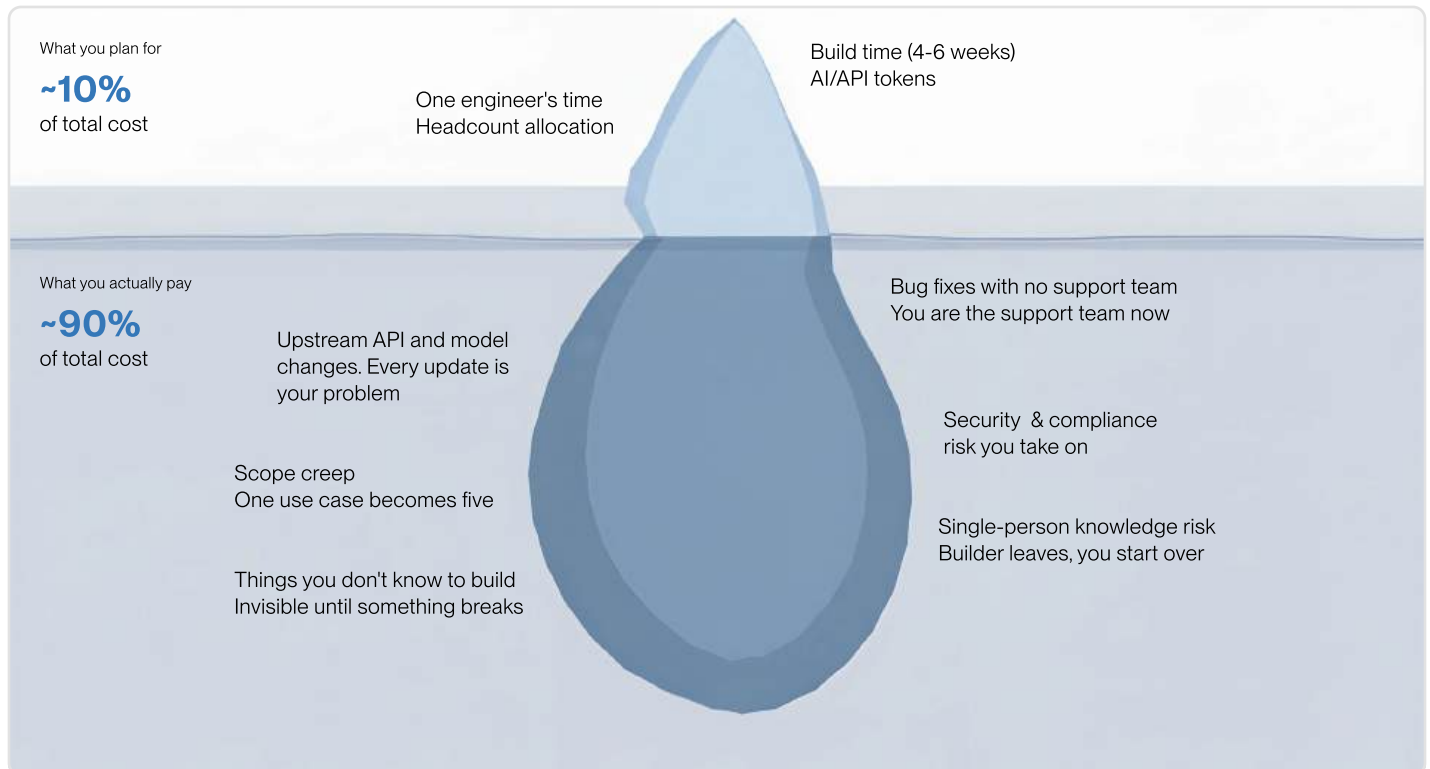 What you plan for
~10%
of total cost
One engineer's time
Headcount allocation
Build time (4-6 weeks)
AI/API tokens
What you actually pay
~90%
of total cost
Upstream API and model
changes. Every update is
your problem
Scope creep
One use case becomes five
Things you don't know to build
Invisible until something breaks
Bug fixes with no support team
You are the support team now
Security  & compliance
risk you take on
Single-person knowledge risk
Builder leaves, you start over